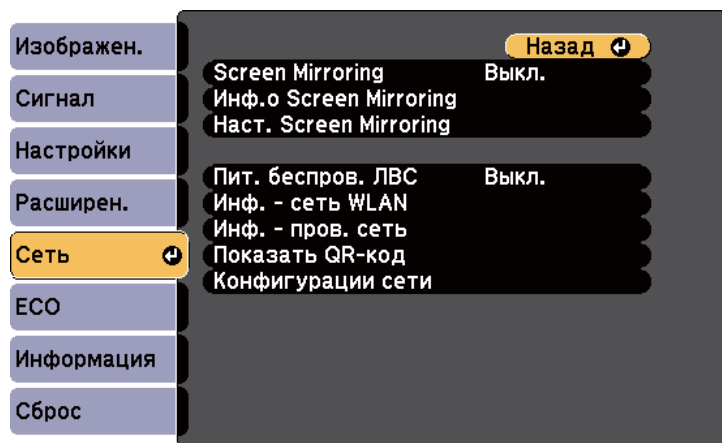 Изображен.
Сигнал
Настройки
Расширен.
Сеть
ECO
Информация
Сброс
Назад
Screen Mirroring Выкл.
Инф.о Screen Mirroring
Наст. Screen Mirroring
Пит. беспров. ЛВС Выкл.
Инф. - сеть WLAN
Инф. - пров. сеть
Показать QR-код
Конфигурации сети